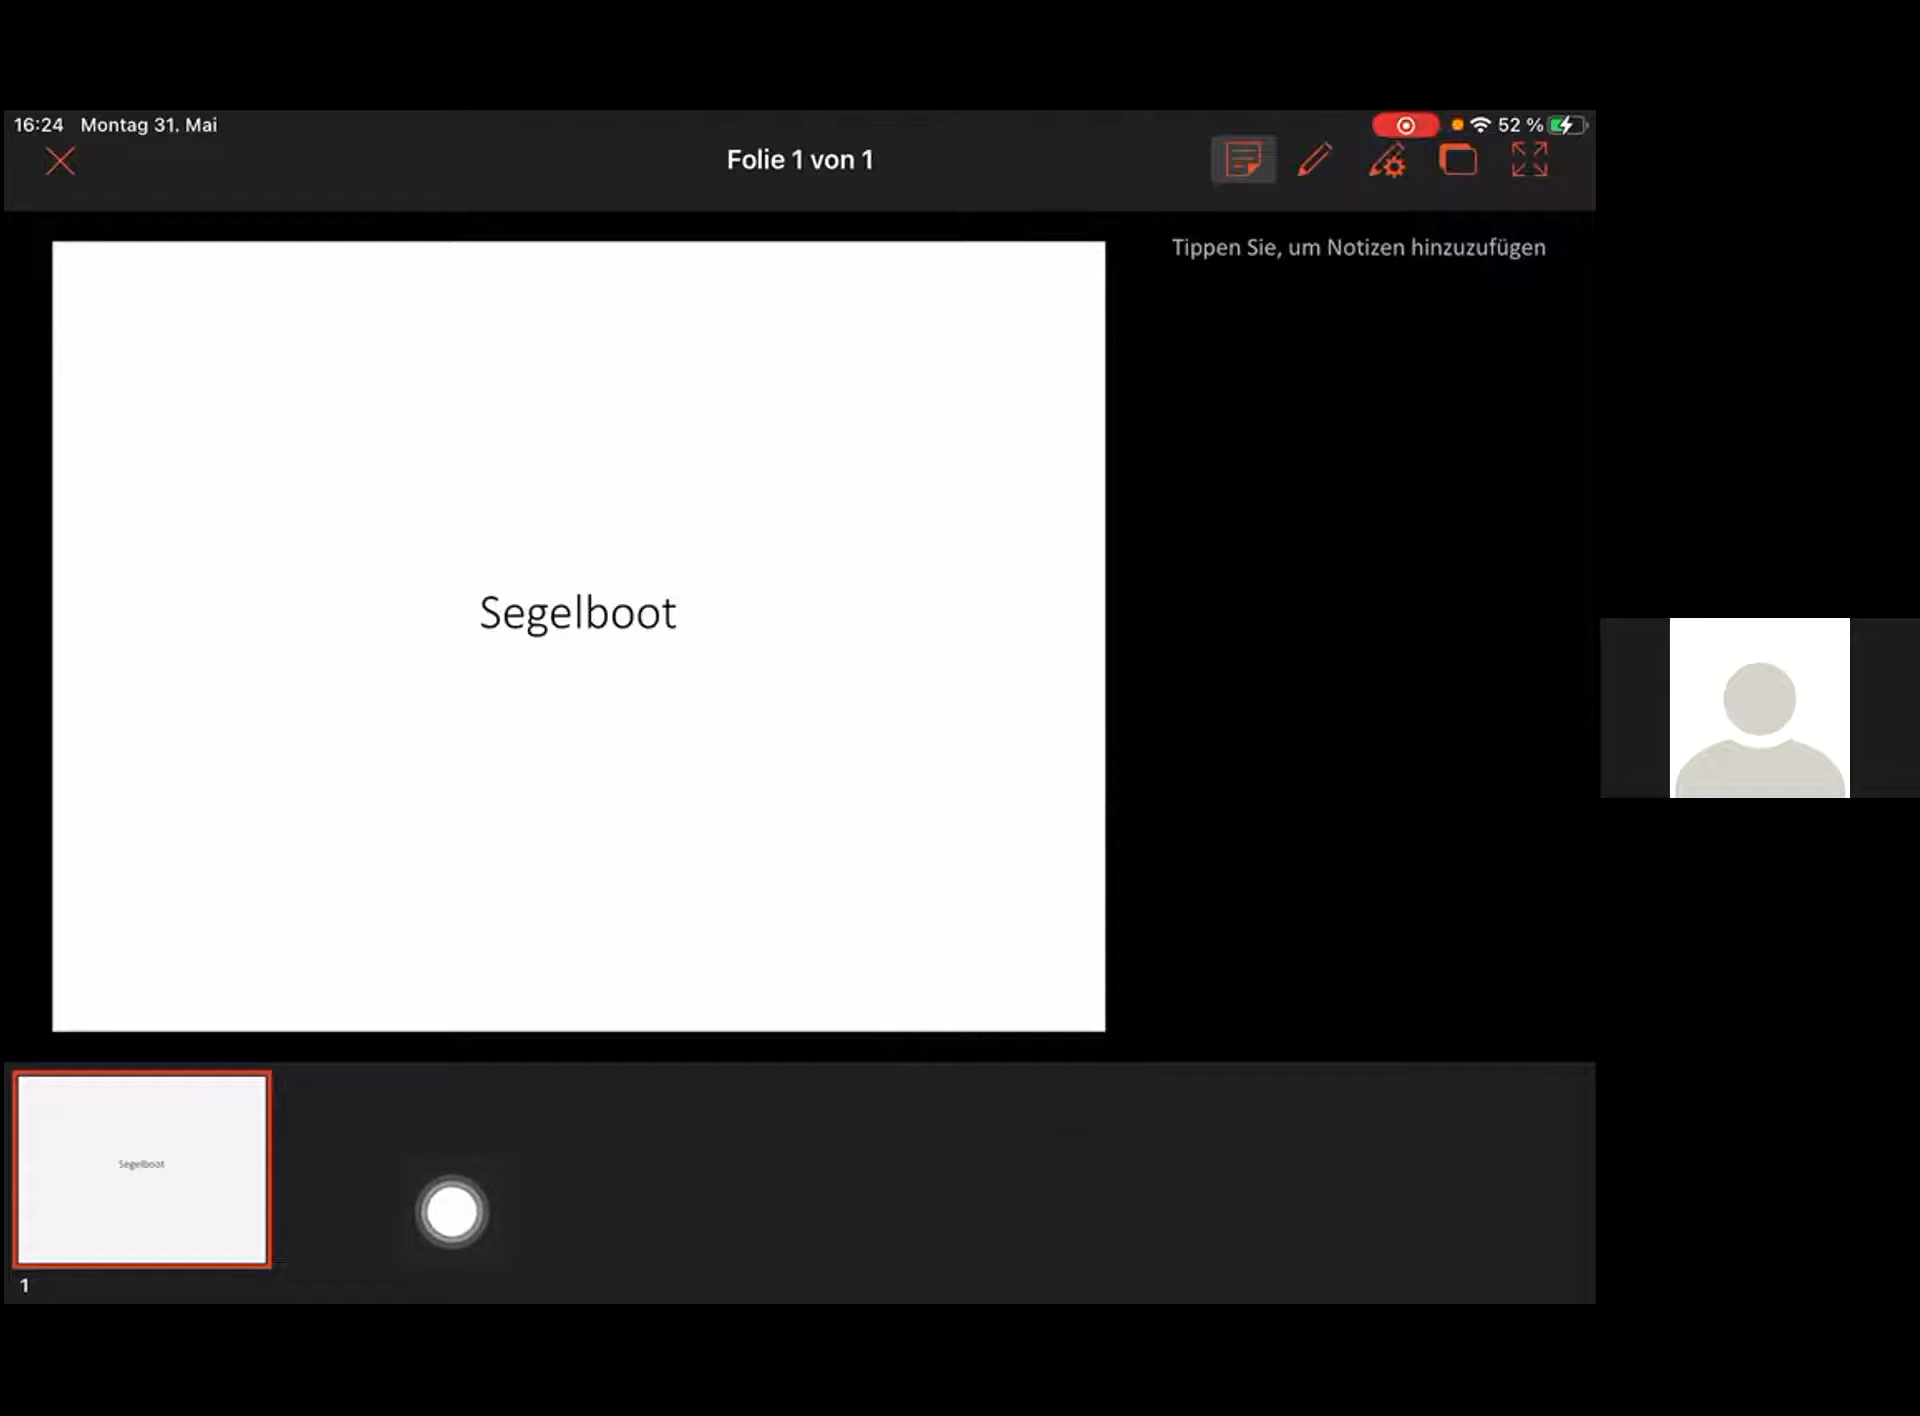 16:24 Montag 31. Mai
52 %
Folie 1 von 1
Tippen Sie, um Notizen hinzuzufügen
Segelboot
Segelboot
1